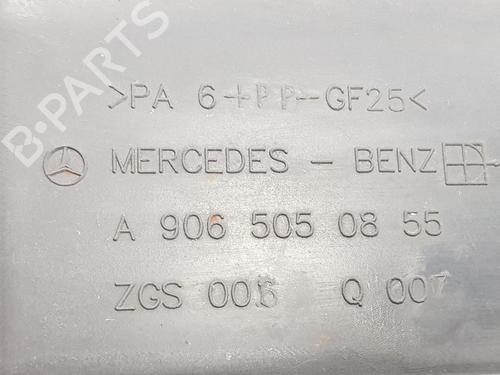 >PA 6+PP-GF25<
MERCEDES - BENZ
A 906 505 08 55
ZGS 006 Q 007
B-PARTS